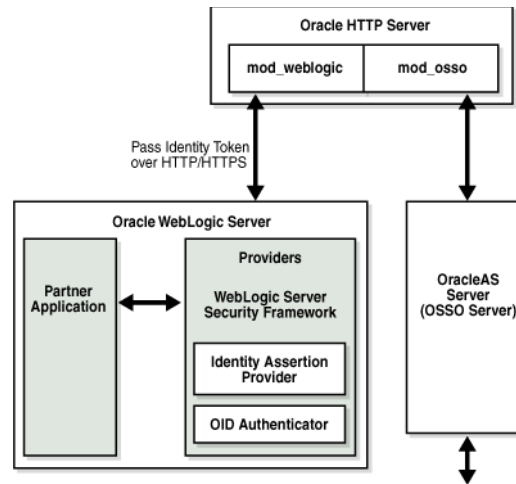 Oracle HTTP Server
mod_weblogic
mod_osso
Pass Identity Token
over HTTP/HTTPS
Oracle WebLogic Server
Partner
Application
Providers
WebLogic Server
Security Framework
Identity Assertion
Provider
OID Authenticator
OracleAS
Server
(OSSO Server)